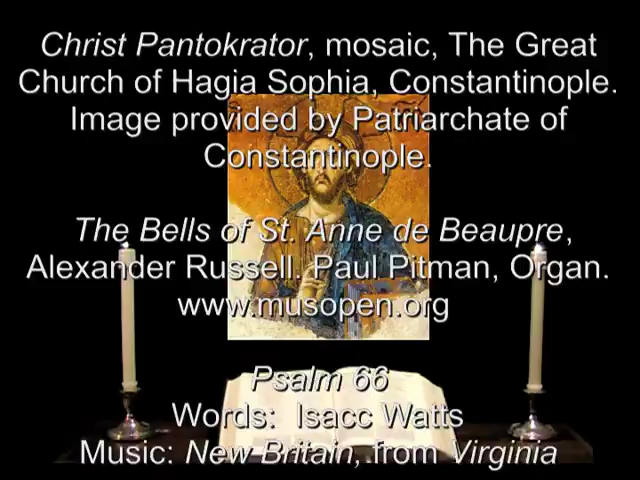 Christ Pantokrator, mosaic, The Great
Church of Hagia Sophia, Constantinople.
Image provided by Patriarchate of
Constantinople.
The Bells of St. Anne de Beaupre,
Alexander Russell. Paul Pitman, Organ.
www.musopen.org
Psalm 66
Words: Isacc Watts
Music: New Britain, from Virginia